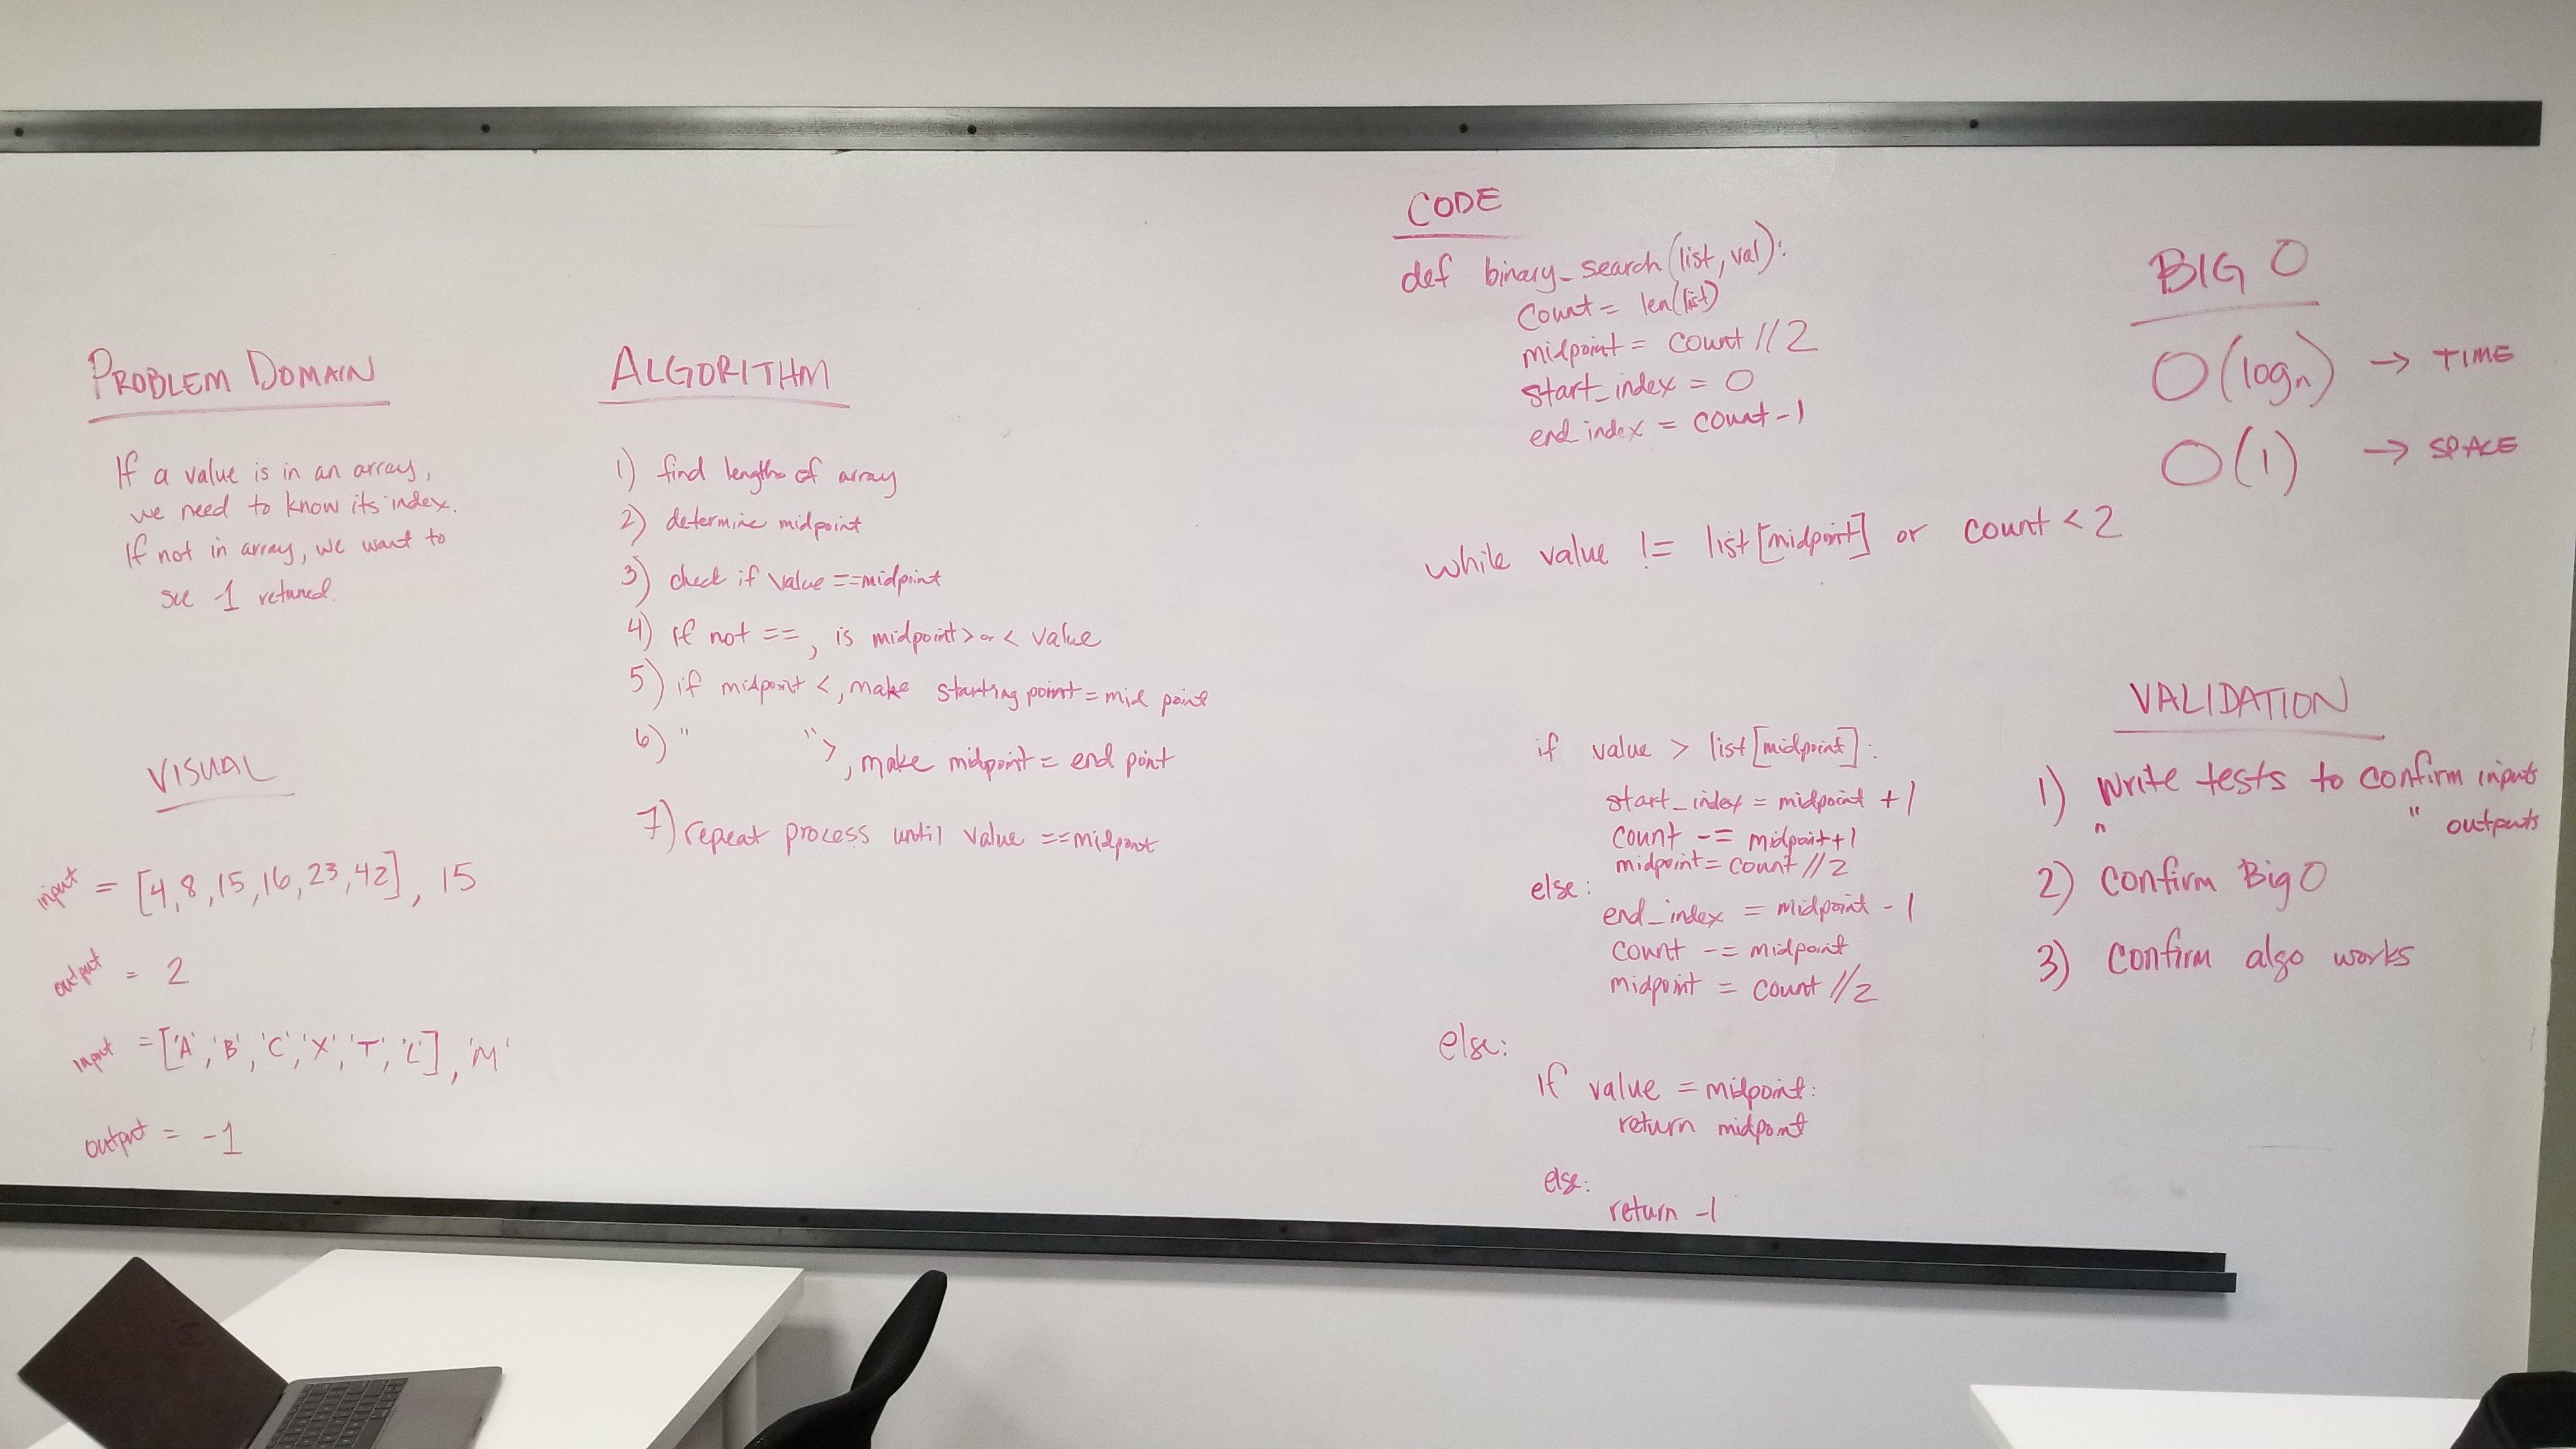 PROBLEM DOMAIN
If a value is in an array,
we need to know its index.
If not in array, we want to
see -1 returned.
VISUAL
input = [4,8,15,16,23,42], 15
output = 2
input = ['A','B','C','X','T','L'], 'M'
output = -1
ALGORITHM
1) find length of array
2) determine midpoint
3) check if value ==midpoint
4) if not ==, is midpoint > or < value
5) if midpoint <, make starting point = mid point
6) " " >, make midpoint = end point
7) repeat process until value ==midpoint
CODE
def binary_search(list, val):
count = len(list)
midpoint = count // 2
start_index = 0
end index = count - 1
while value != list[midpoint] or count < 2
if value > list[midpoint]:
start_index = midpoint + 1
count -= midpoint+1
midpoint = count // 2
else:
end_index = midpoint - 1
count -= midpoint
midpoint = count // 2
else:
if value = midpoint:
return midpoint
else:
return -1
BIG O
O(log n) → TIME
O(1) → SPACE
VALIDATION
1) write tests to confirm inputs
" " outputs
2) confirm Big O
3) confirm algo works